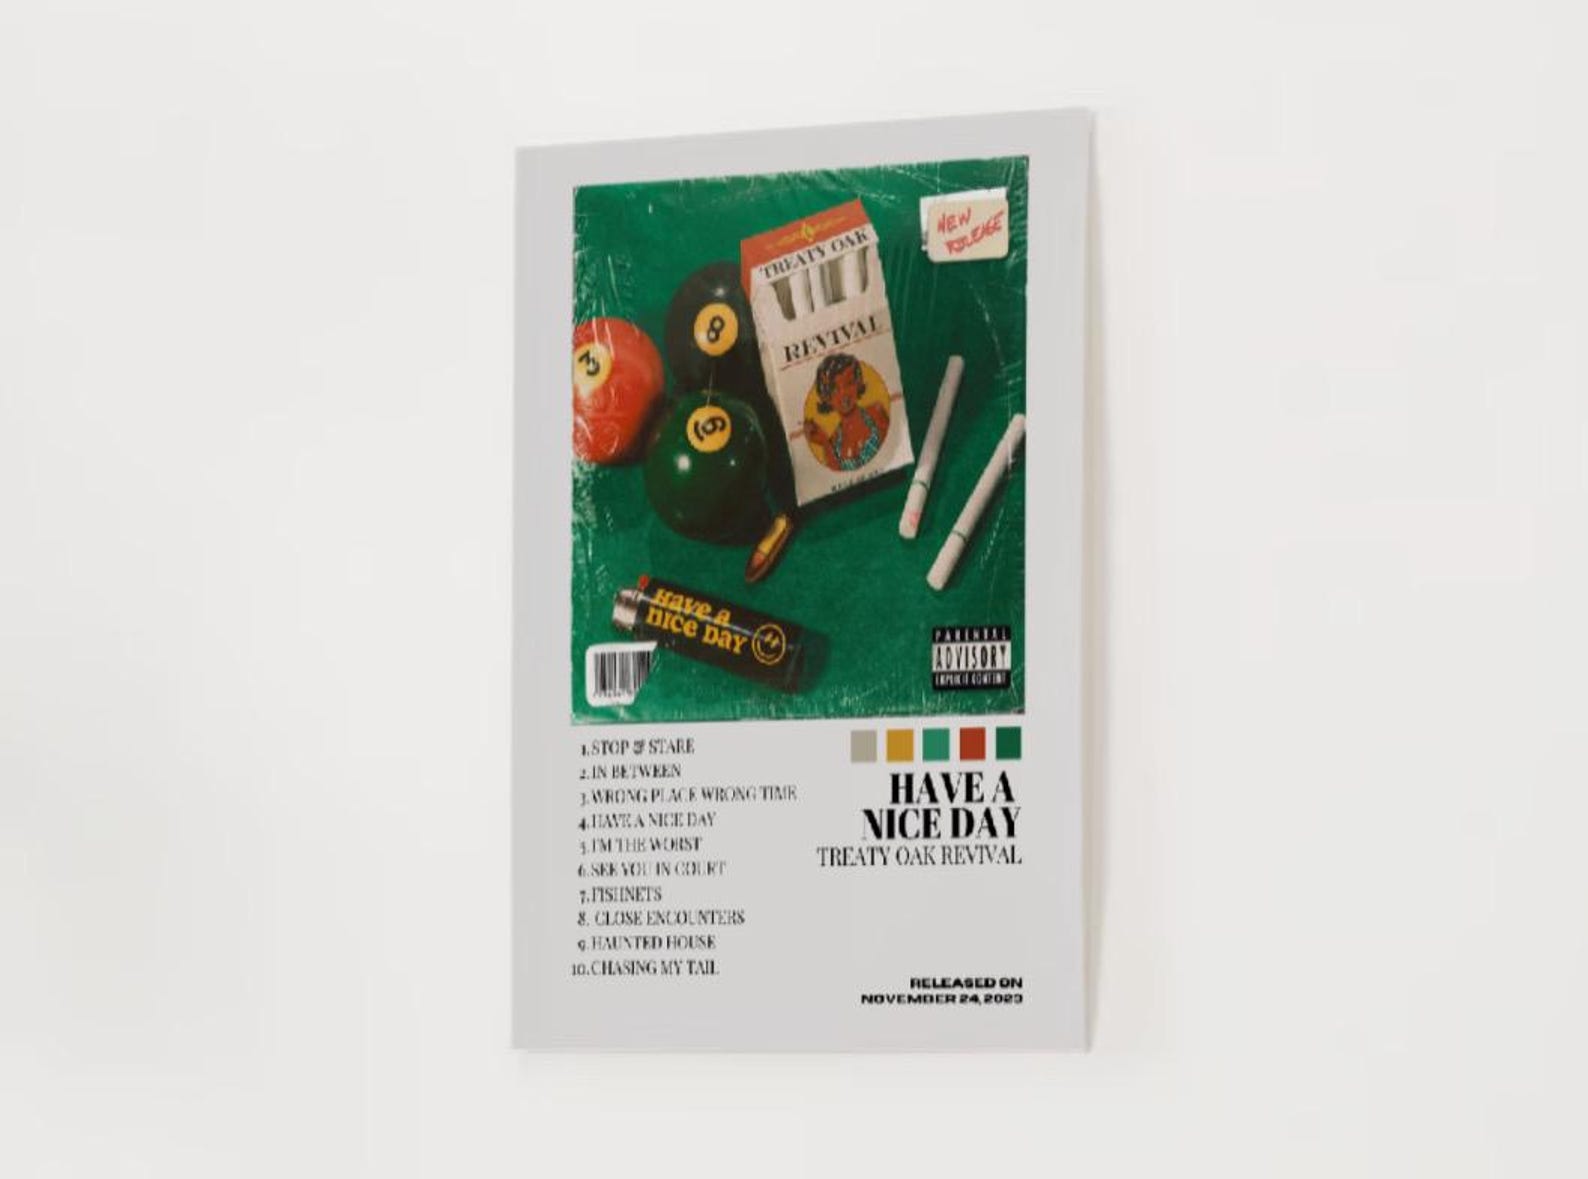 NEW
RELEASE
TREATY OAK
REVIVAL
8
3
6
Have a
nice day
PARENTAL
ADVISORY
EXPLICIT CONTENT
1. STOP & STARE
2. IN BETWEEN
3. WRONG PLACE WRONG TIME
4. HAVE A NICE DAY
5. I'M THE WORST
6. SEE YOU IN COURT
7. FISHNETS
8. CLOSE ENCOUNTERS
9. HAUNTED HOUSE
10. CHASING MY TAIL
HAVE A
NICE DAY
TREATY OAK REVIVAL
RELEASED ON
NOVEMBER 24, 2023